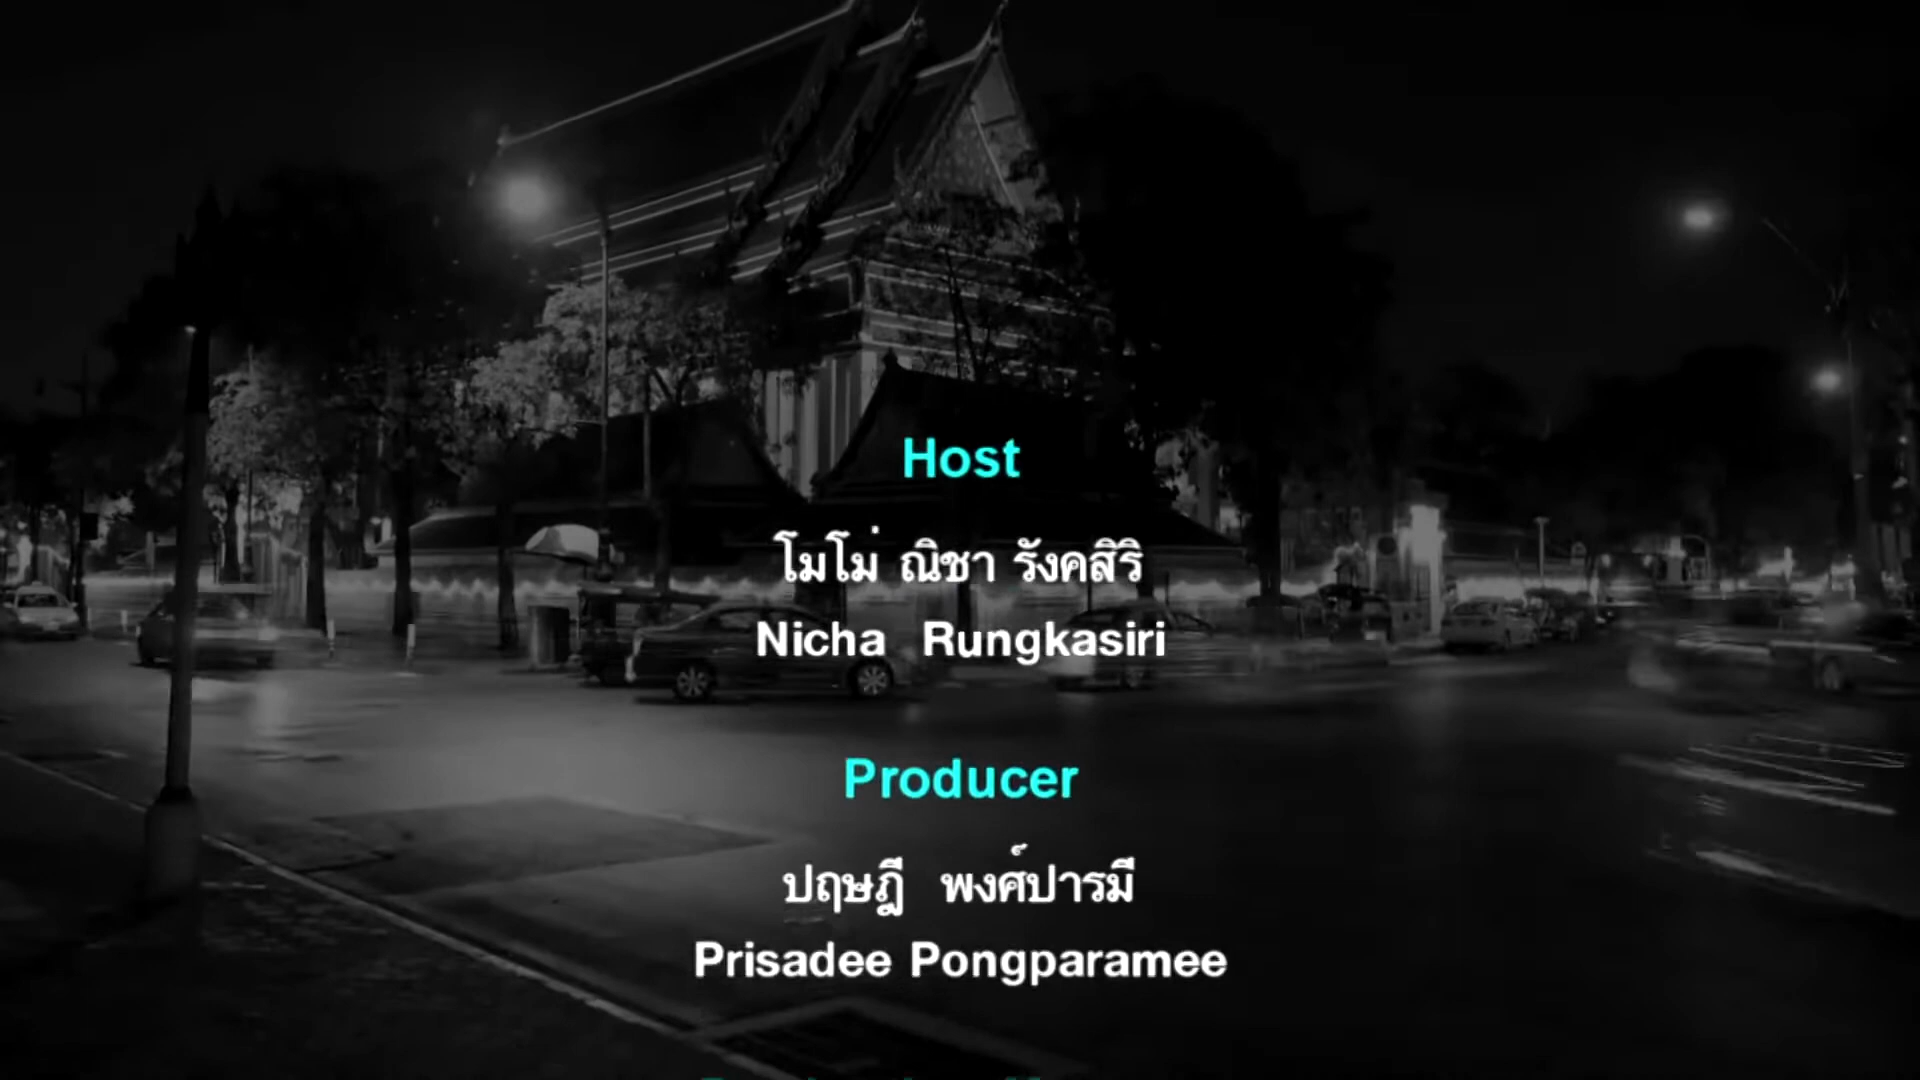 Host
โมโม่ ณิชา รังคสิริ
Nicha Rungkasiri
Producer
ปฤษฎี พงศ์ปารมี
Prisadee Pongparamee